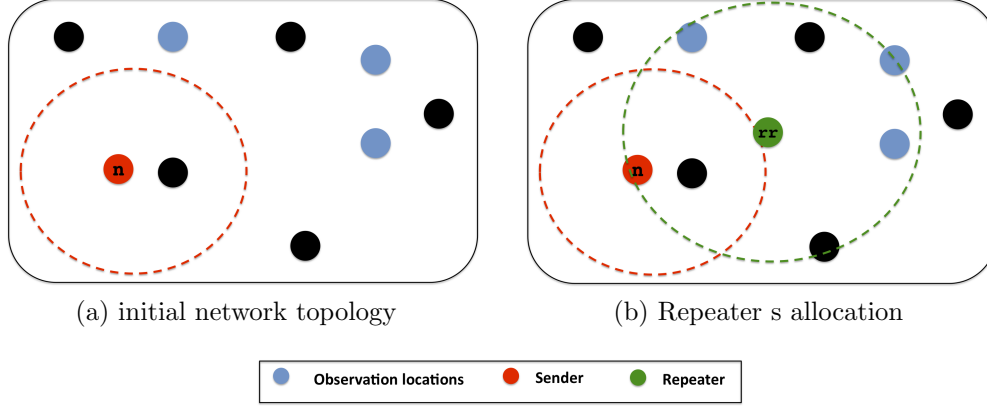 n
rr
n
(a) initial network topology
(b) Repeater s allocation
Observation locations
Sender
Repeater